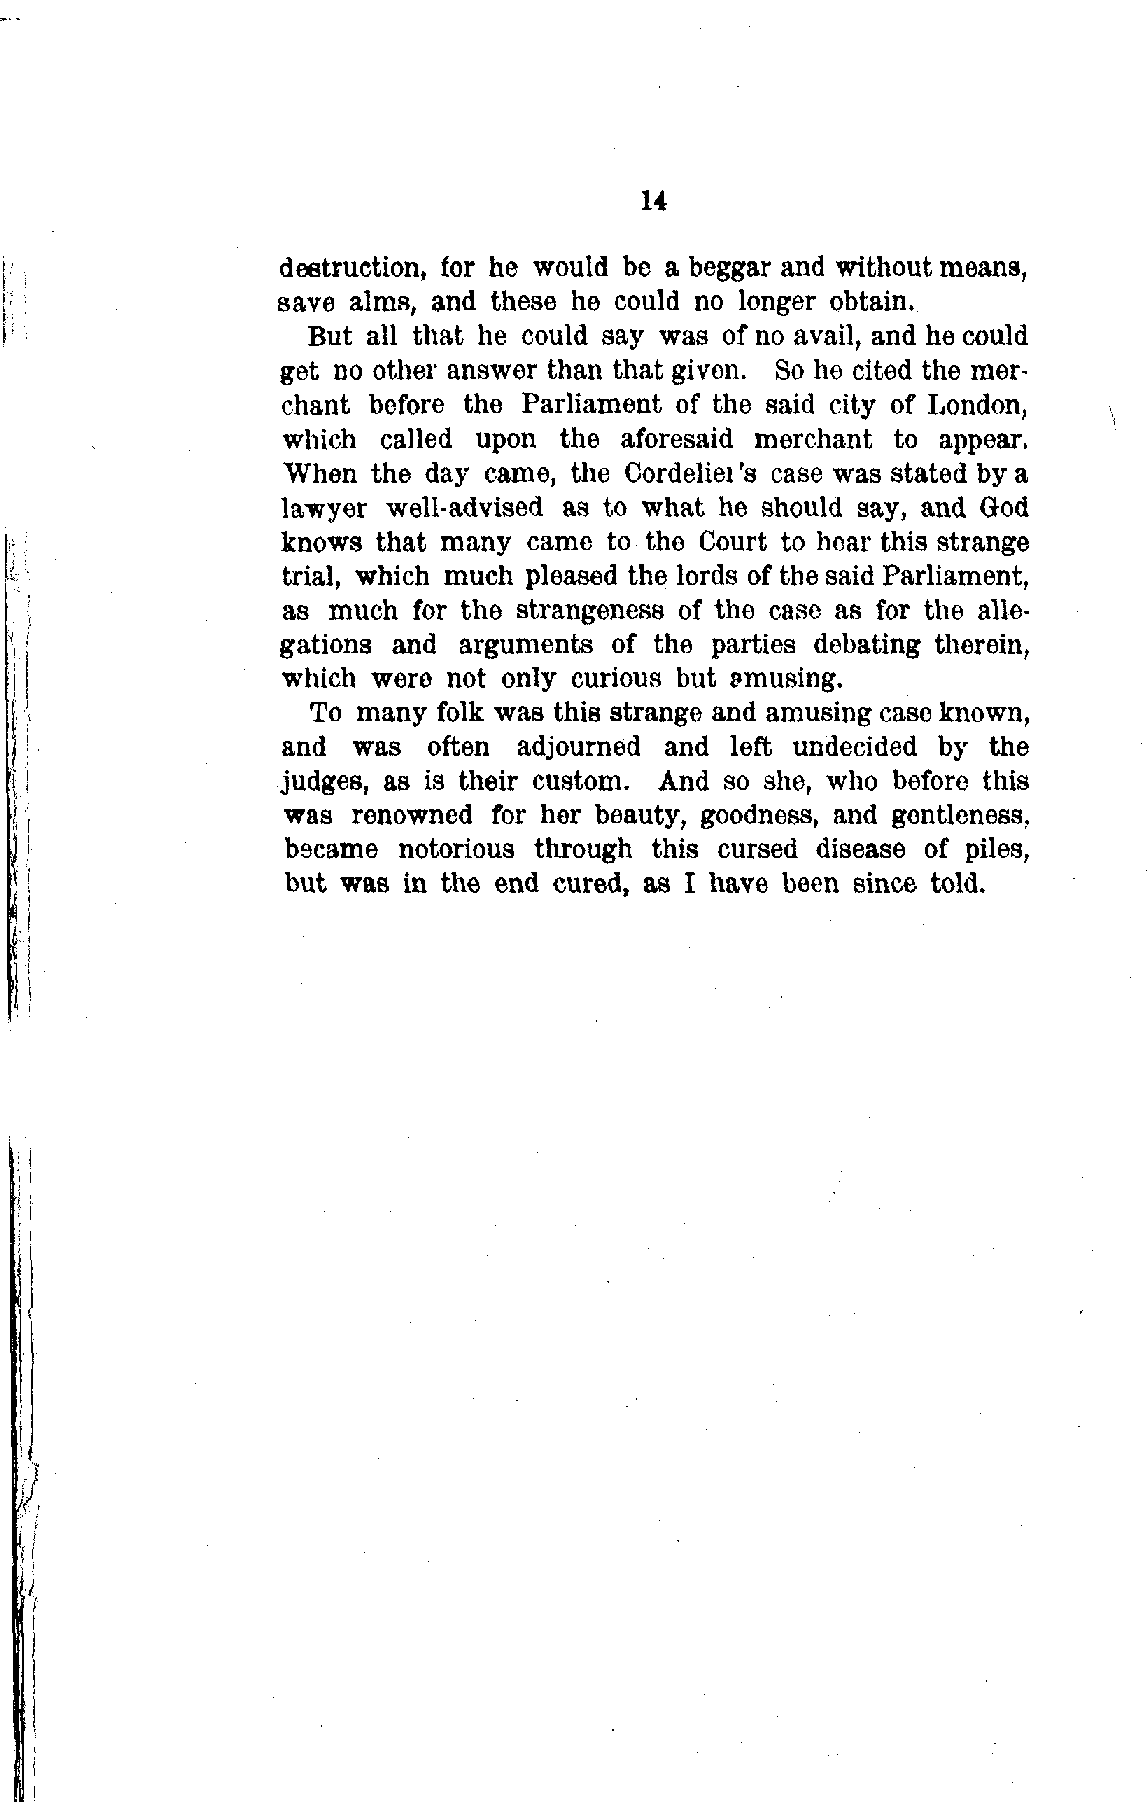 14
destruction, for he would be a beggar and without means,
save alms, and these he could no longer obtain.
But all that he could say was of no avail, and he could
get no other answer than that given. So he cited the mer-
chant before the Parliament of the said city of London,
which called upon the aforesaid merchant to appear.
When the day came, the Cordelier's case was stated by a
lawyer well-advised as to what he should say, and God
knows that many came to the Court to hear this strange
trial, which much pleased the lords of the said Parliament,
as much for the strangeness of the case as for the alle-
gations and arguments of the parties debating therein,
which were not only curious but amusing.
To many folk was this strange and amusing case known,
and was often adjourned and left undecided by the
judges, as is their custom. And so she, who before this
was renowned for her beauty, goodness, and gentleness,
became notorious through this cursed disease of piles,
but was in the end cured, as I have been since told.